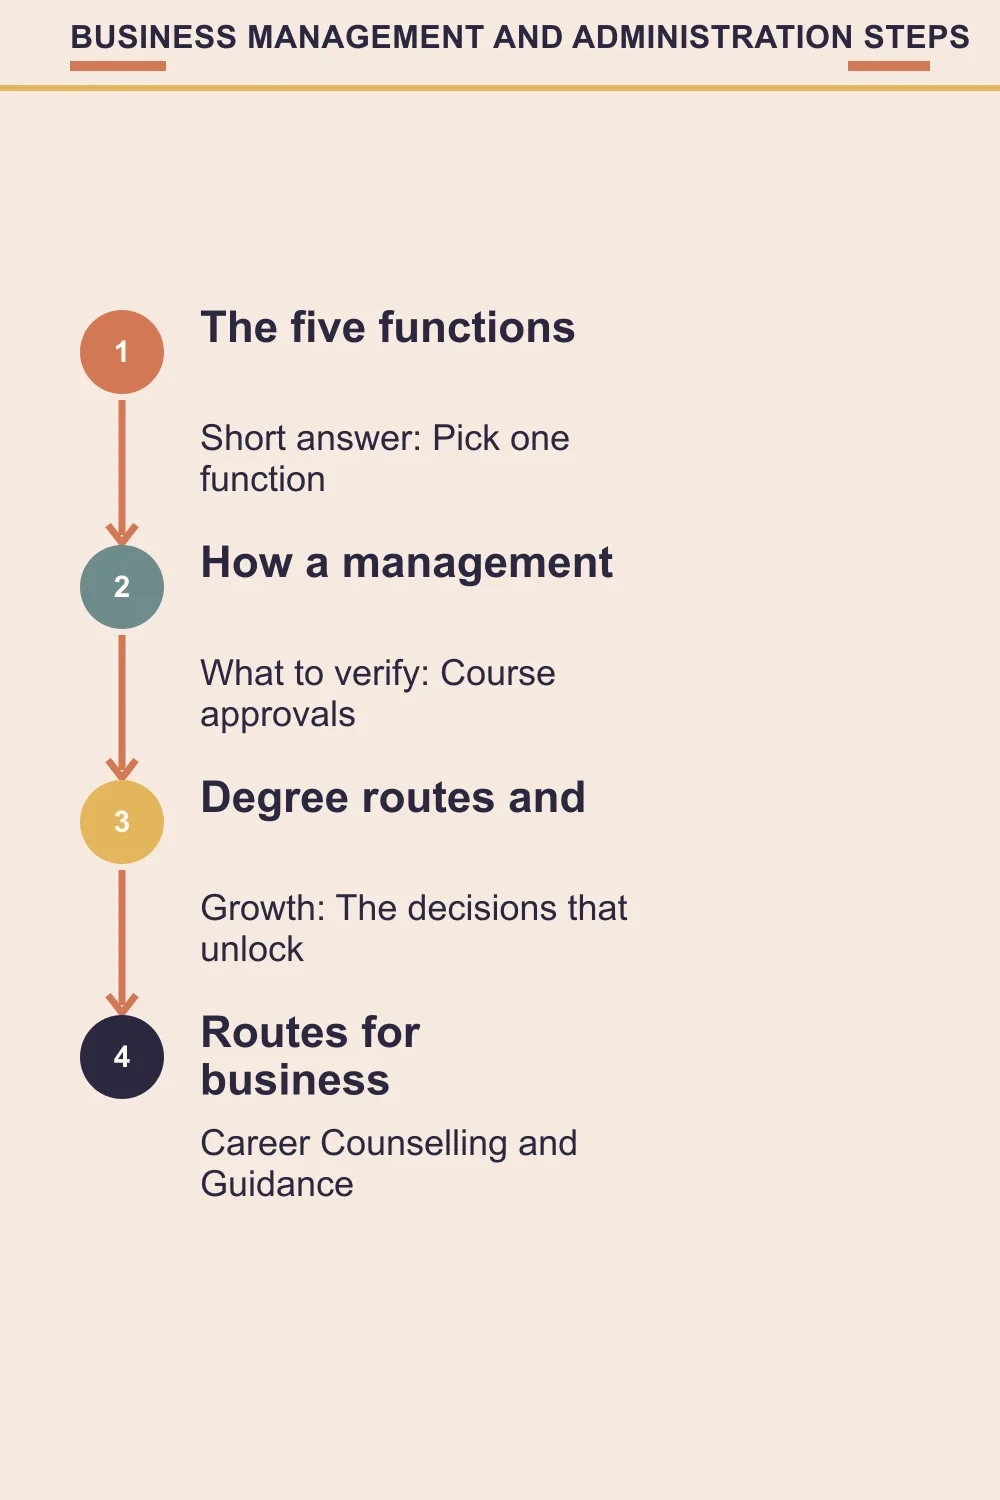 BUSINESS MANAGEMENT AND ADMINISTRATION STEPS
1
The five functions
Short answer: Pick one
function
2
How a management
What to verify: Course
approvals
3
Degree routes and
Growth: The decisions that
unlock
4
Routes for
business
Career Counselling and
Guidance